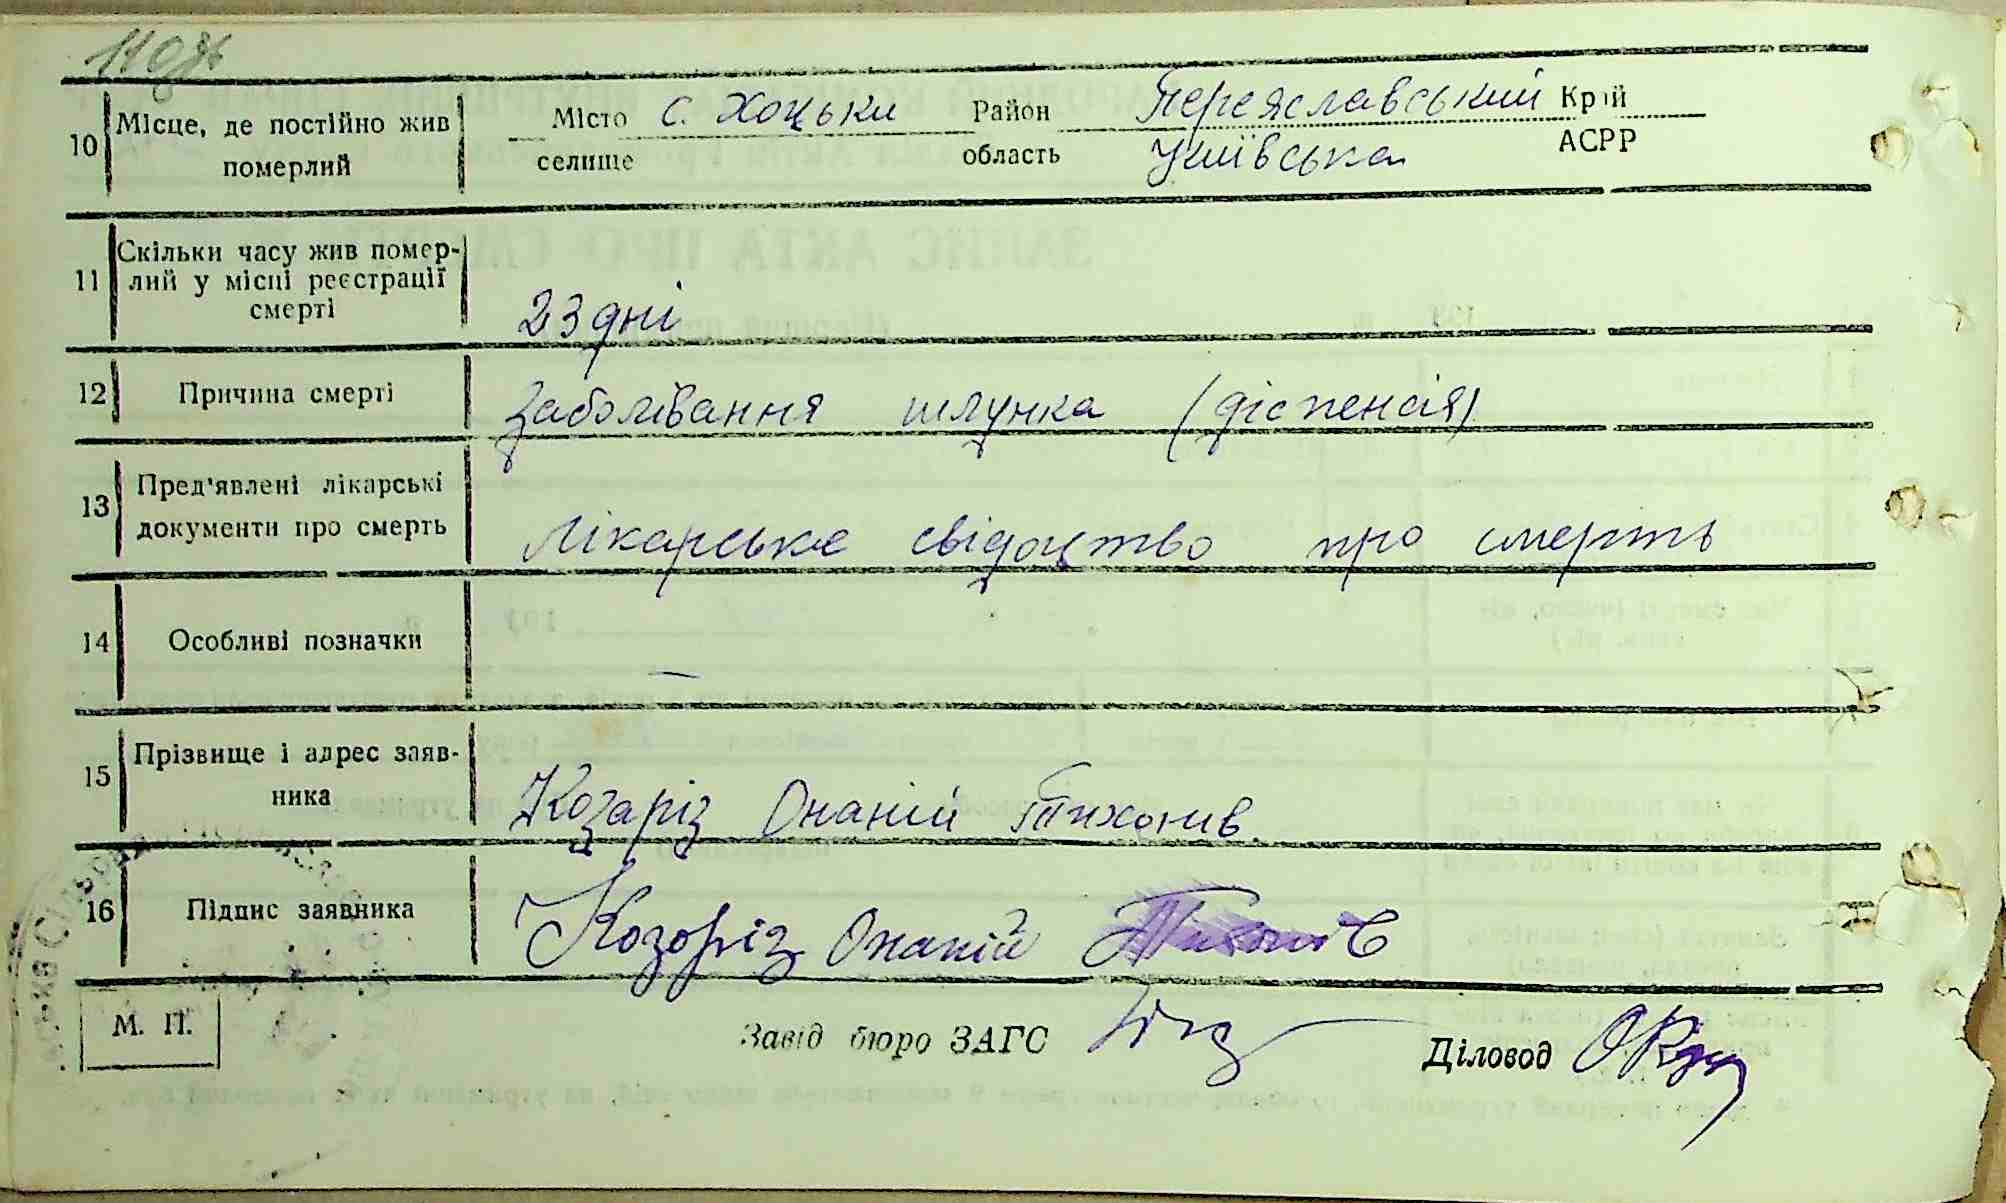 10 Місце, де постійно жив померлий
Місто селище с. Хоцьки Район область Переяславський Київська Край АСРР
11 Скільки часу жив померлий у місці реєстрації смерті
23 дні
12 Причина смерті
Заболівання шлунка (діспепсія)
13 Пред'явлені лікарські документи про смерть
Лікарське свідоцтво про смерть
14 Особливі позначки
—
15 Прізвище і адрес заявника
Козаріз Онаній Тихонив
16 Підпис заявника
Козоріз Онаній Тихонів
М. П.
Завід бюро ЗАГС
Діловод